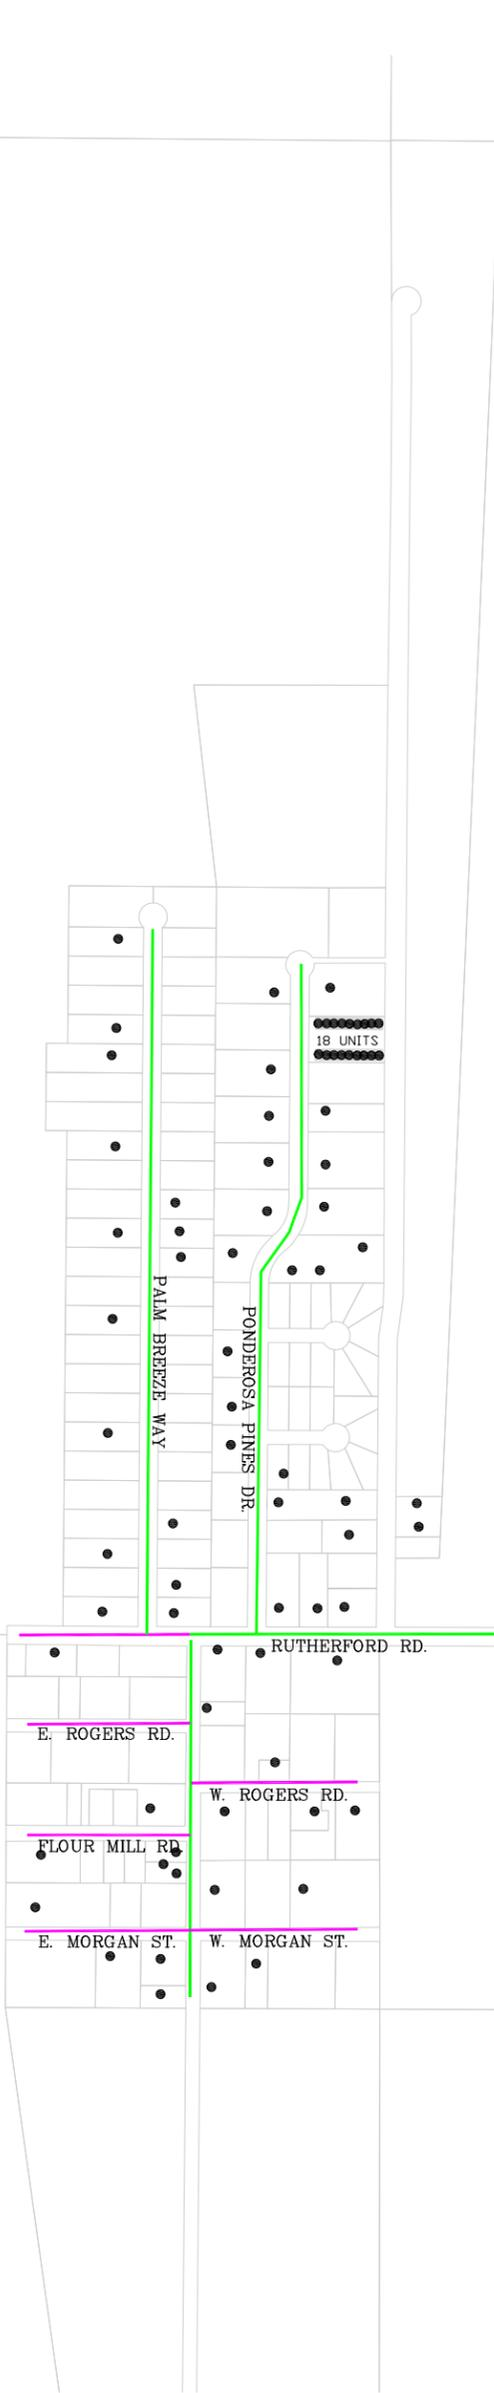 18 UNITS
PALM BREEZE WAY
PONDEROSA PINES DR.
RUTHERFORD RD.
E. ROGERS RD.
W. ROGERS RD.
FLOUR MILL RD.
E. MORGAN ST.
W. MORGAN ST.